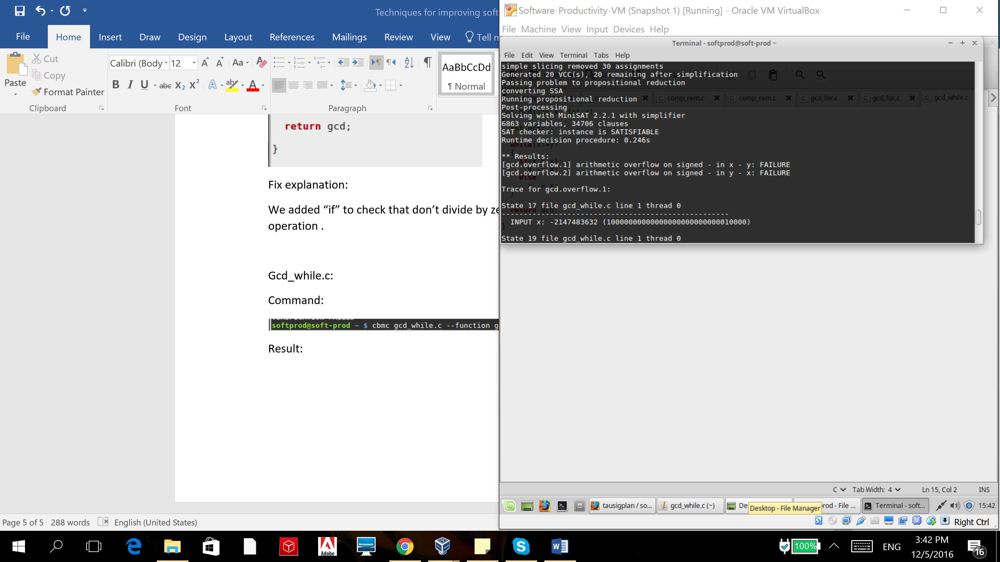 Techniques for improving soft
File Home Insert Draw Design Layout References Mailings Review View Tell m
Paste
Cut
Copy
Format Painter
Clipboard
Calibri (Body 12
Aa
B I U abc X2 X2 A ab A
Font
Paragraph
AaBbCcDd
¶ Normal
return gcd;
}
Fix explanation:
We added “if” to check that don’t divide by ze
operation .
Gcd_while.c:
Command:
softprod@soft-prod ~ $ cbmc gcd_while.c --function g
Result:
Page 5 of 5 288 words English (United States)
Software-Productivity-VM (Snapshot 1) [Running] - Oracle VM VirtualBox
File Machine View Input Devices Help
Terminal - softprod@soft-prod ~
File Edit View Terminal Tabs Help
simple slicing removed 30 assignments
Generated 20 VCC(s), 20 remaining after simplification
Passing problem to propositional reduction
converting SSA
Running propositional reduction
Post-processing
Solving with MiniSAT 2.2.1 with simplifier
6863 variables, 34706 clauses
SAT checker: instance is SATISFIABLE
Runtime decision procedure: 0.246s
** Results:
[gcd.overflow.1] arithmetic overflow on signed - in x - y: FAILURE
[gcd.overflow.2] arithmetic overflow on signed - in y - x: FAILURE
Trace for gcd.overflow.1:
State 17 file gcd_while.c line 1 thread 0
----------------------------------------------------
INPUT x: -2147483632 (10000000000000000000000000010000)
State 19 file gcd_while.c line 1 thread 0
comp_rem.c comp_rem.c gcd_for.c gcd_for.c gcd_while.c
while(x!=y)
{
else
}
return gcd;
}
C Tab Width: 4 Ln 15, Col 2 INS
tausigplan / so... gcd_while.c (~) De rod - File ... Terminal - soft... 15:42
Desktop - File Manager
Right Ctrl
Adobe
lenovo
100% ENG
3:42 PM
12/5/2016
16